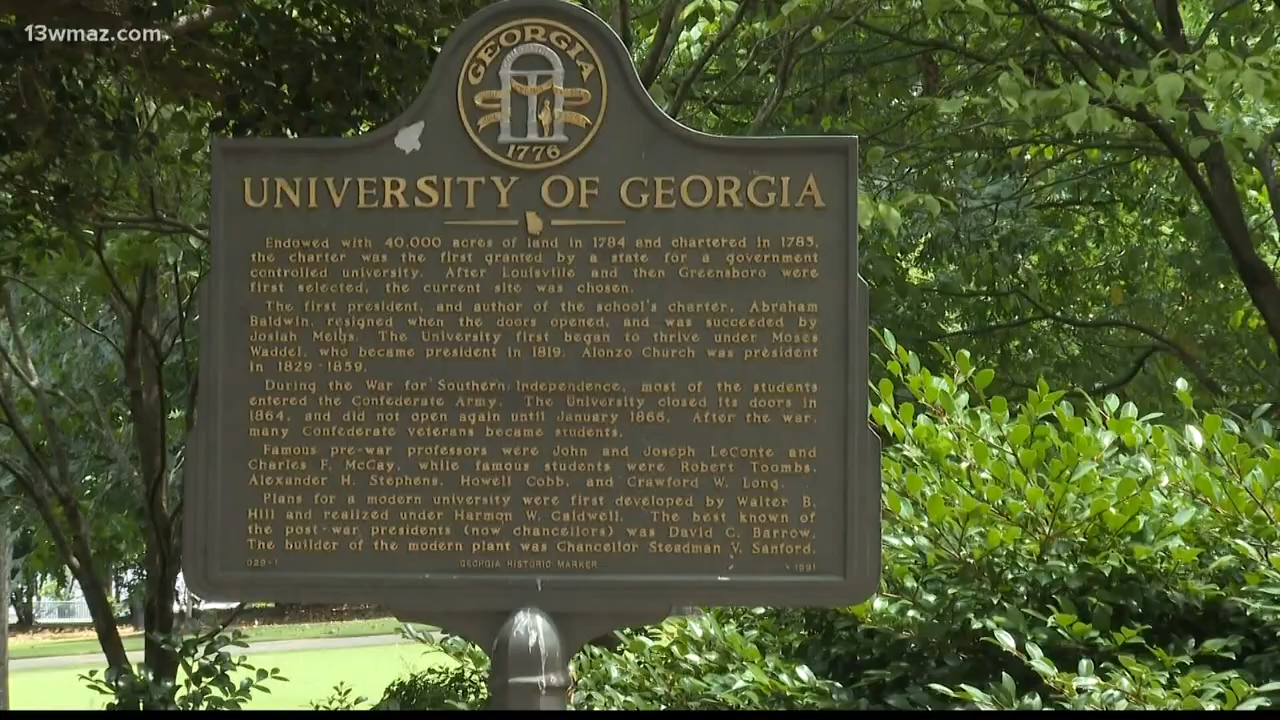 13wmaz.com
GEORGIA
1776
UNIVERSITY OF GEORGIA
Endowed with 40,000 acres of land in 1784 and chartered in 1785,
the charter was the first granted by a state for a government
controlled university. After Louisville and then Greensboro were
first selected, the current site was chosen.
The first president, and author of the school's charter, Abraham
Baldwin, resigned when the doors opened, and was succeeded by
Josiah Meigs. The University first began to thrive under Moses
Waddel, who became president in 1819. Alonzo Church was president
in 1829-1859.
During the War for Southern Independence, most of the students
entered the Confederate Army. The University closed its doors in
1864, and did not open again until January 1866. After the war,
many Confederate veterans became students.
Famous pre-war professors were John and Joseph LeConte and
Charles F. McCay, while famous students were Robert Toombs,
Alexander H. Stephens, Howell Cobb, and Crawford W. Long.
Plans for a modern university were first developed by Walter B.
Hill and realized under Harmon W. Caldwell. The best known of
the post-war presidents (now chancellors) was David C. Barrow.
The builder of the modern plant was Chancellor Steadman V. Sanford.
029-1 GEORGIA HISTORIC MARKER 1991